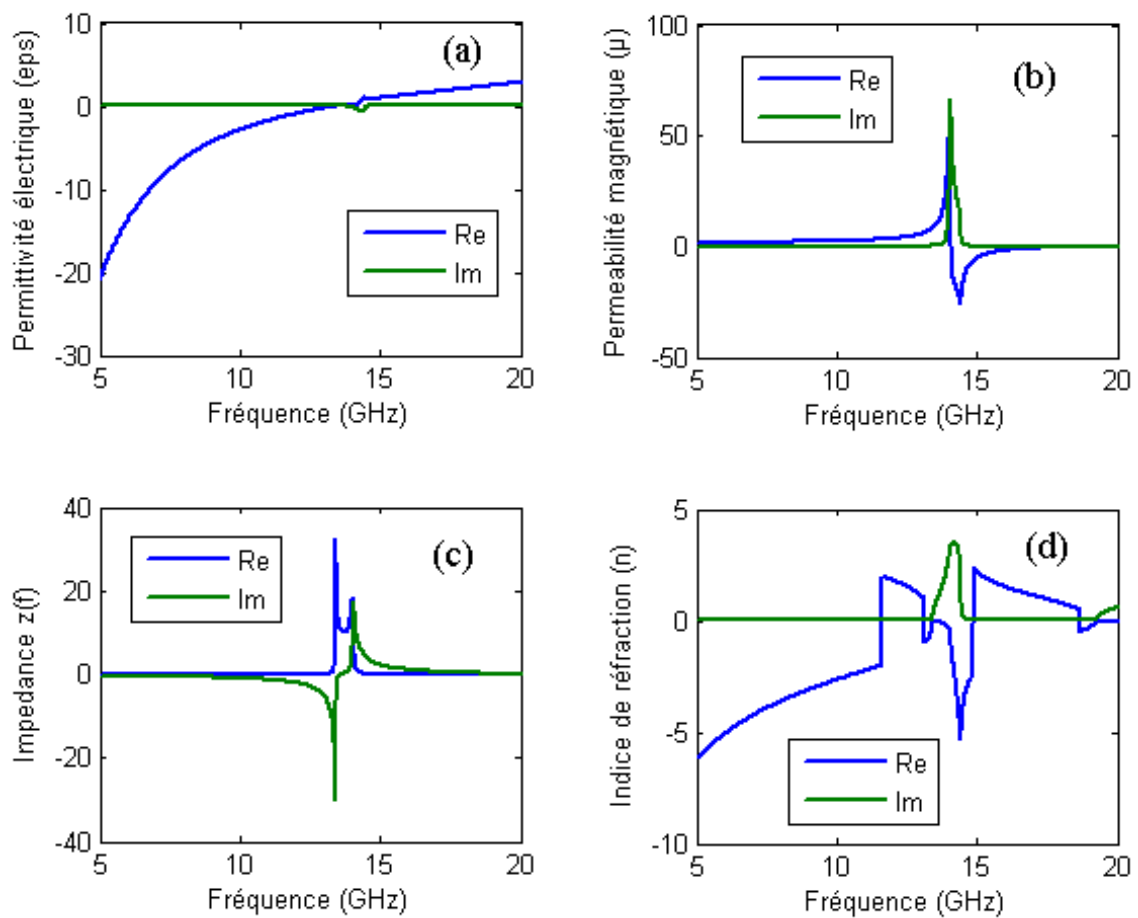 Permittivité électrique (eps)
10
0
-10
-20
-30
(a)
Re
Im
5
10
15
20
Fréquence (GHz)
Permeabilité magnétique (µ)
100
50
0
-50
(b)
Re
Im
5
10
15
20
Fréquence (GHz)
Impedance z(f)
40
20
0
-20
-40
(c)
Re
Im
5
10
15
20
Fréquence (GHz)
Indice de réfraction (n)
5
0
-5
-10
(d)
Re
Im
5
10
15
20
Fréquence (GHz)